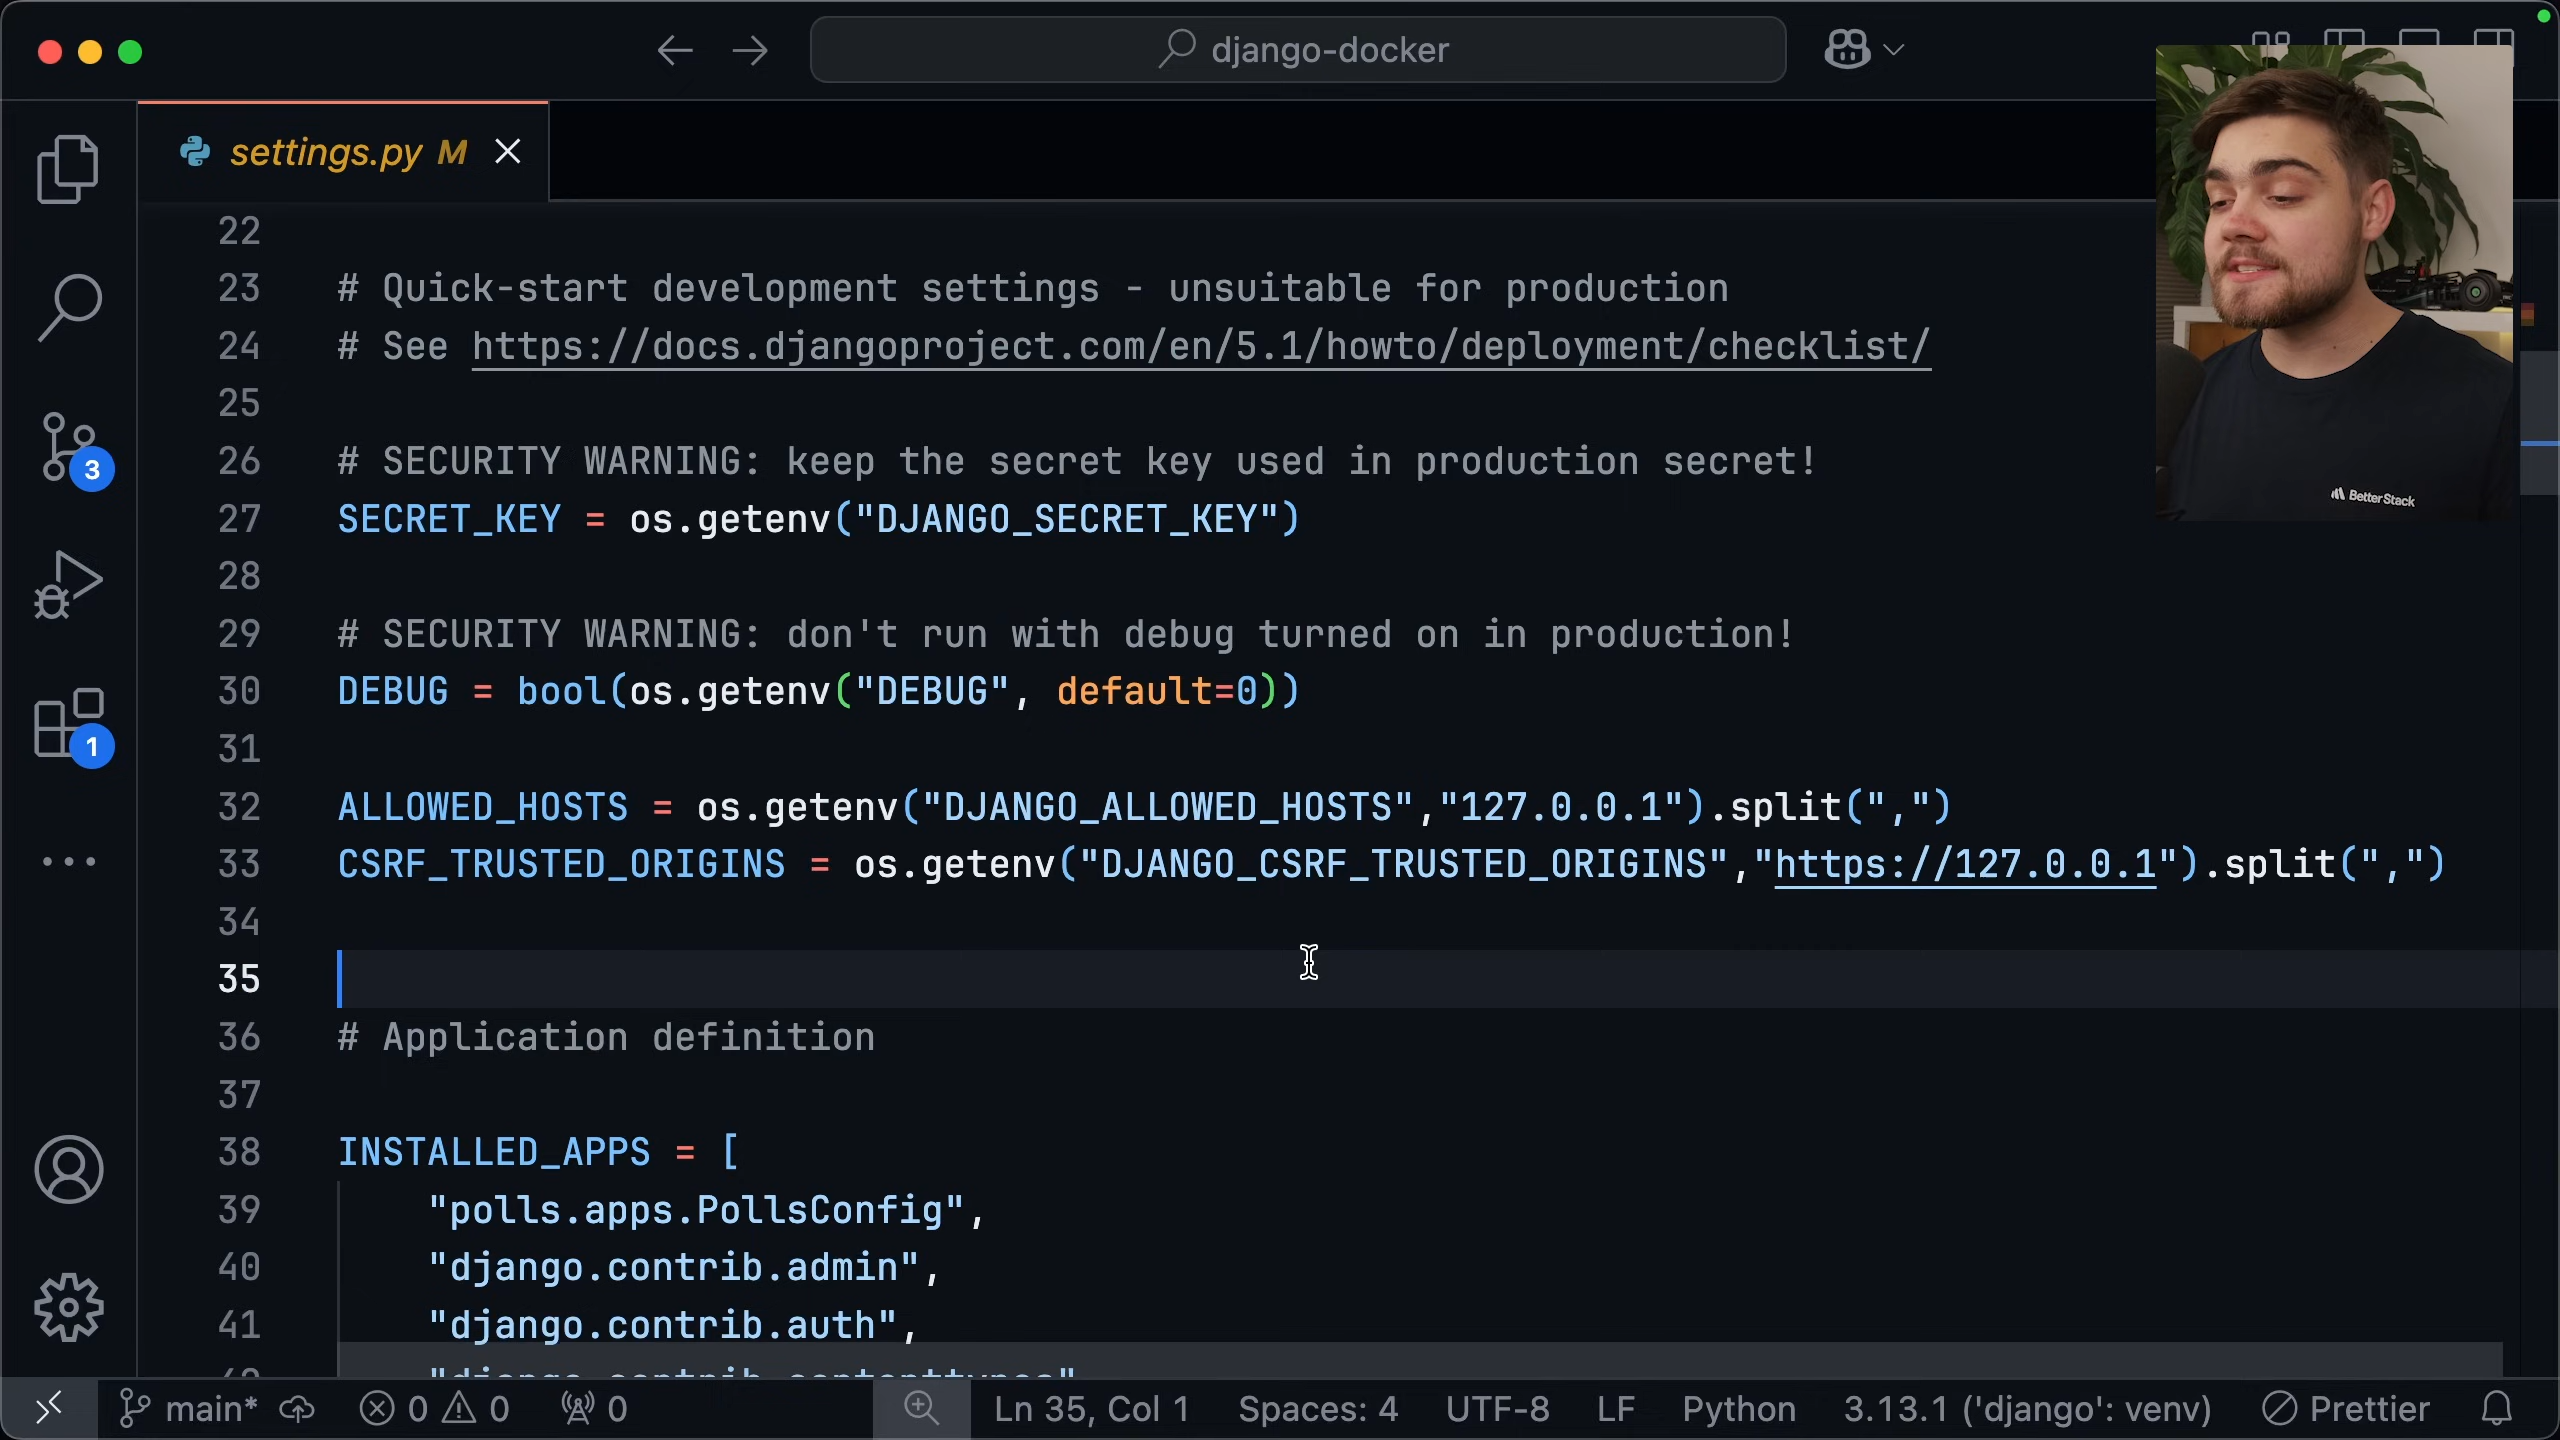 django-docker
settings.py M
22
23 # Quick-start development settings - unsuitable for production
24 # See https://docs.djangoproject.com/en/5.1/howto/deployment/checklist/
25
26 # SECURITY WARNING: keep the secret key used in production secret!
27 SECRET_KEY = os.getenv("DJANGO_SECRET_KEY")
28
29 # SECURITY WARNING: don't run with debug turned on in production!
30 DEBUG = bool(os.getenv("DEBUG", default=0))
31
32 ALLOWED_HOSTS = os.getenv("DJANGO_ALLOWED_HOSTS","127.0.0.1").split(",")
33 CSRF_TRUSTED_ORIGINS = os.getenv("DJANGO_CSRF_TRUSTED_ORIGINS","https://127.0.0.1").split(",")
34
35
36 # Application definition
37
38 INSTALLED_APPS = [
39 "polls.apps.PollsConfig",
40 "django.contrib.admin",
41 "django.contrib.auth",
42 "django.contrib.contenttypes"
3
1
Better Stack
main* 0 0 0 Ln 35, Col 1 Spaces: 4 UTF-8 LF Python 3.13.1 ('django': venv) Prettier